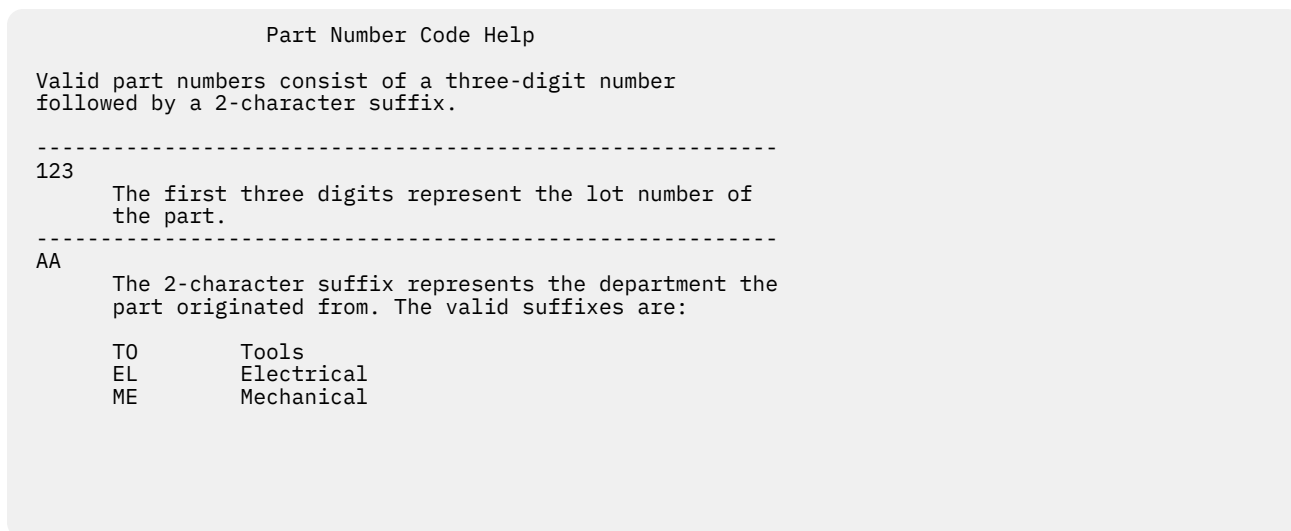 Part Number Code Help
Valid part numbers consist of a three-digit number
followed by a 2-character suffix.
----------------------------------------------------------
123
The first three digits represent the lot number of
the part.
----------------------------------------------------------
AA
The 2-character suffix represents the department the
part originated from. The valid suffixes are:
TO Tools
EL Electrical
ME Mechanical